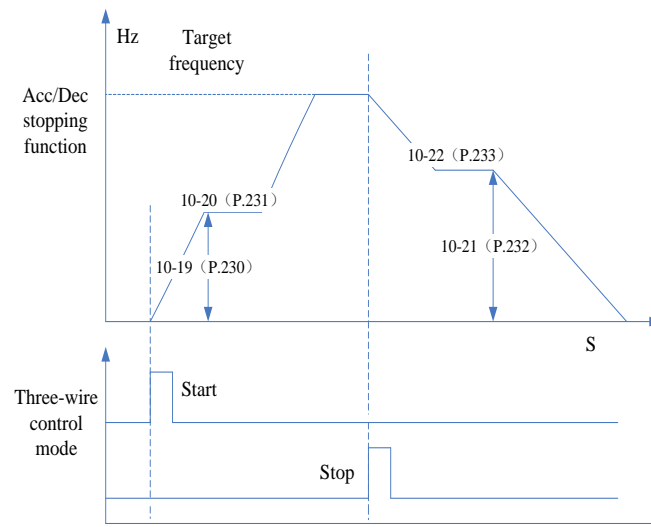 Hz
Target
frequency
Acc/Dec
stopping
function
10-22（P.233）
10-20（P.231）
10-21（P.232）
10-19（P.230）
S
Three-wire
control
mode
Start
Stop